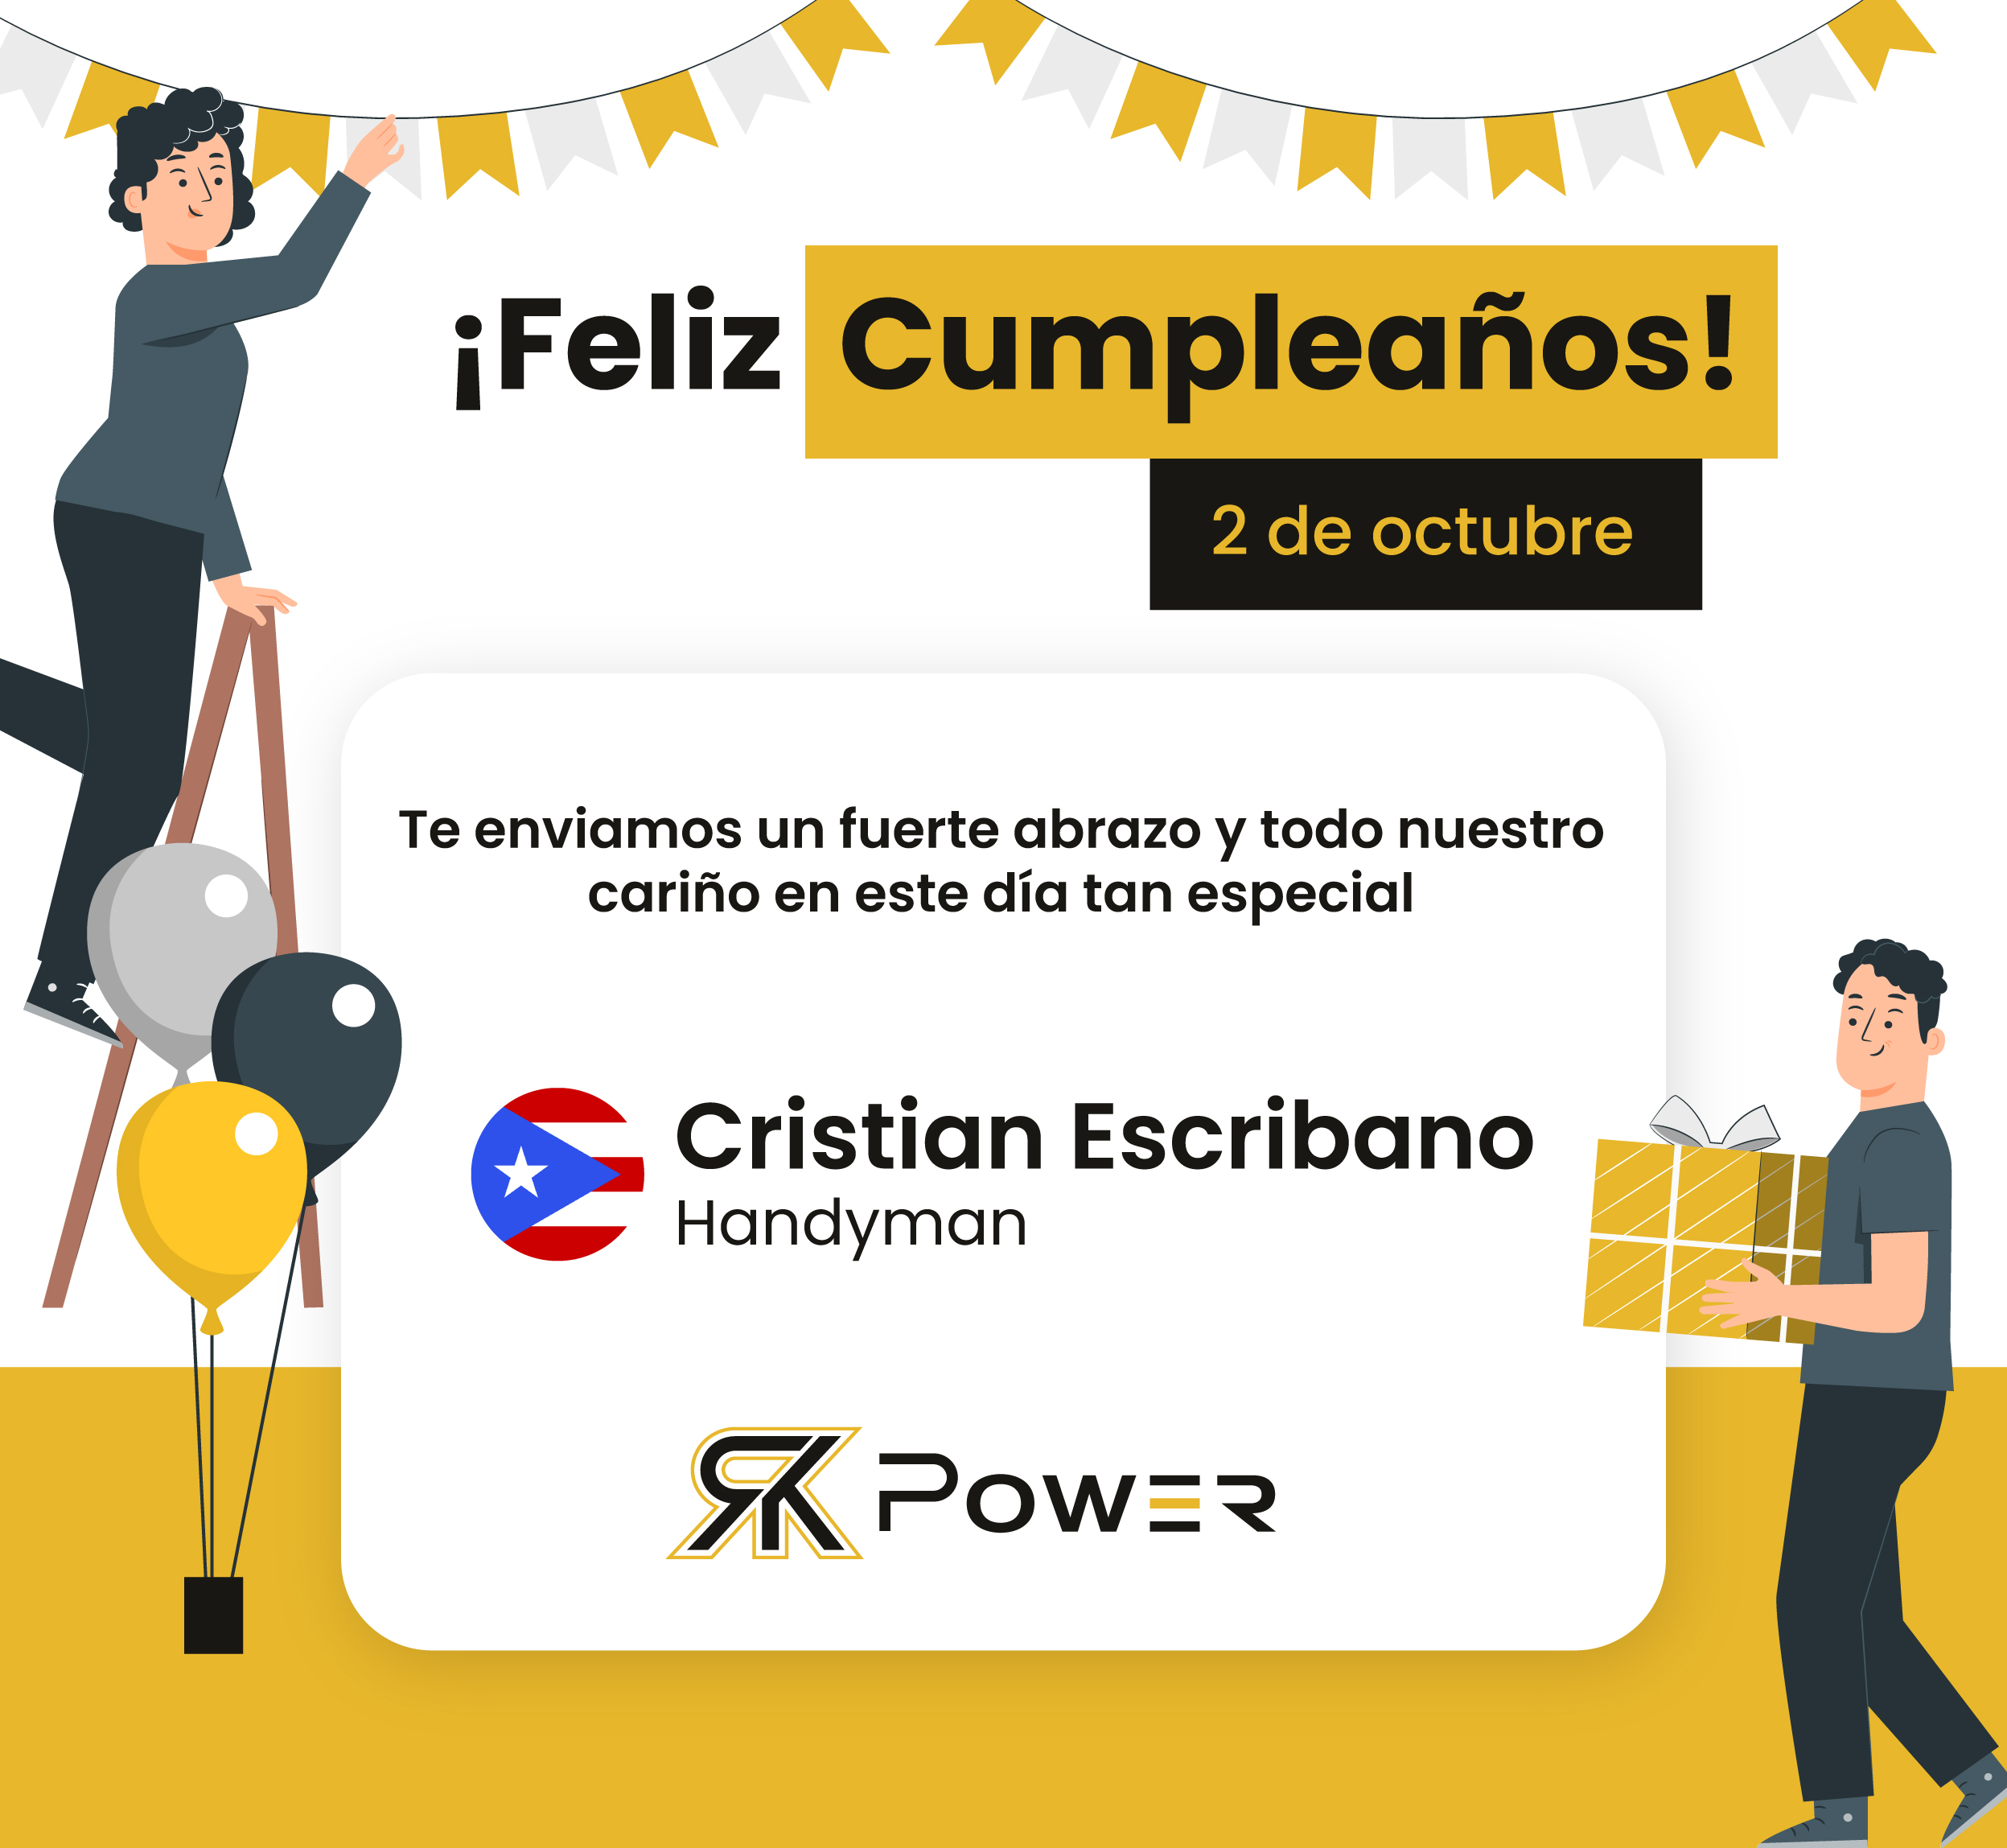 ¡Feliz Cumpleaños!
2 de octubre
Te enviamos un fuerte abrazo y todo nuestro
cariño en este día tan especial
Cristian Escribano
Handyman
RK Power